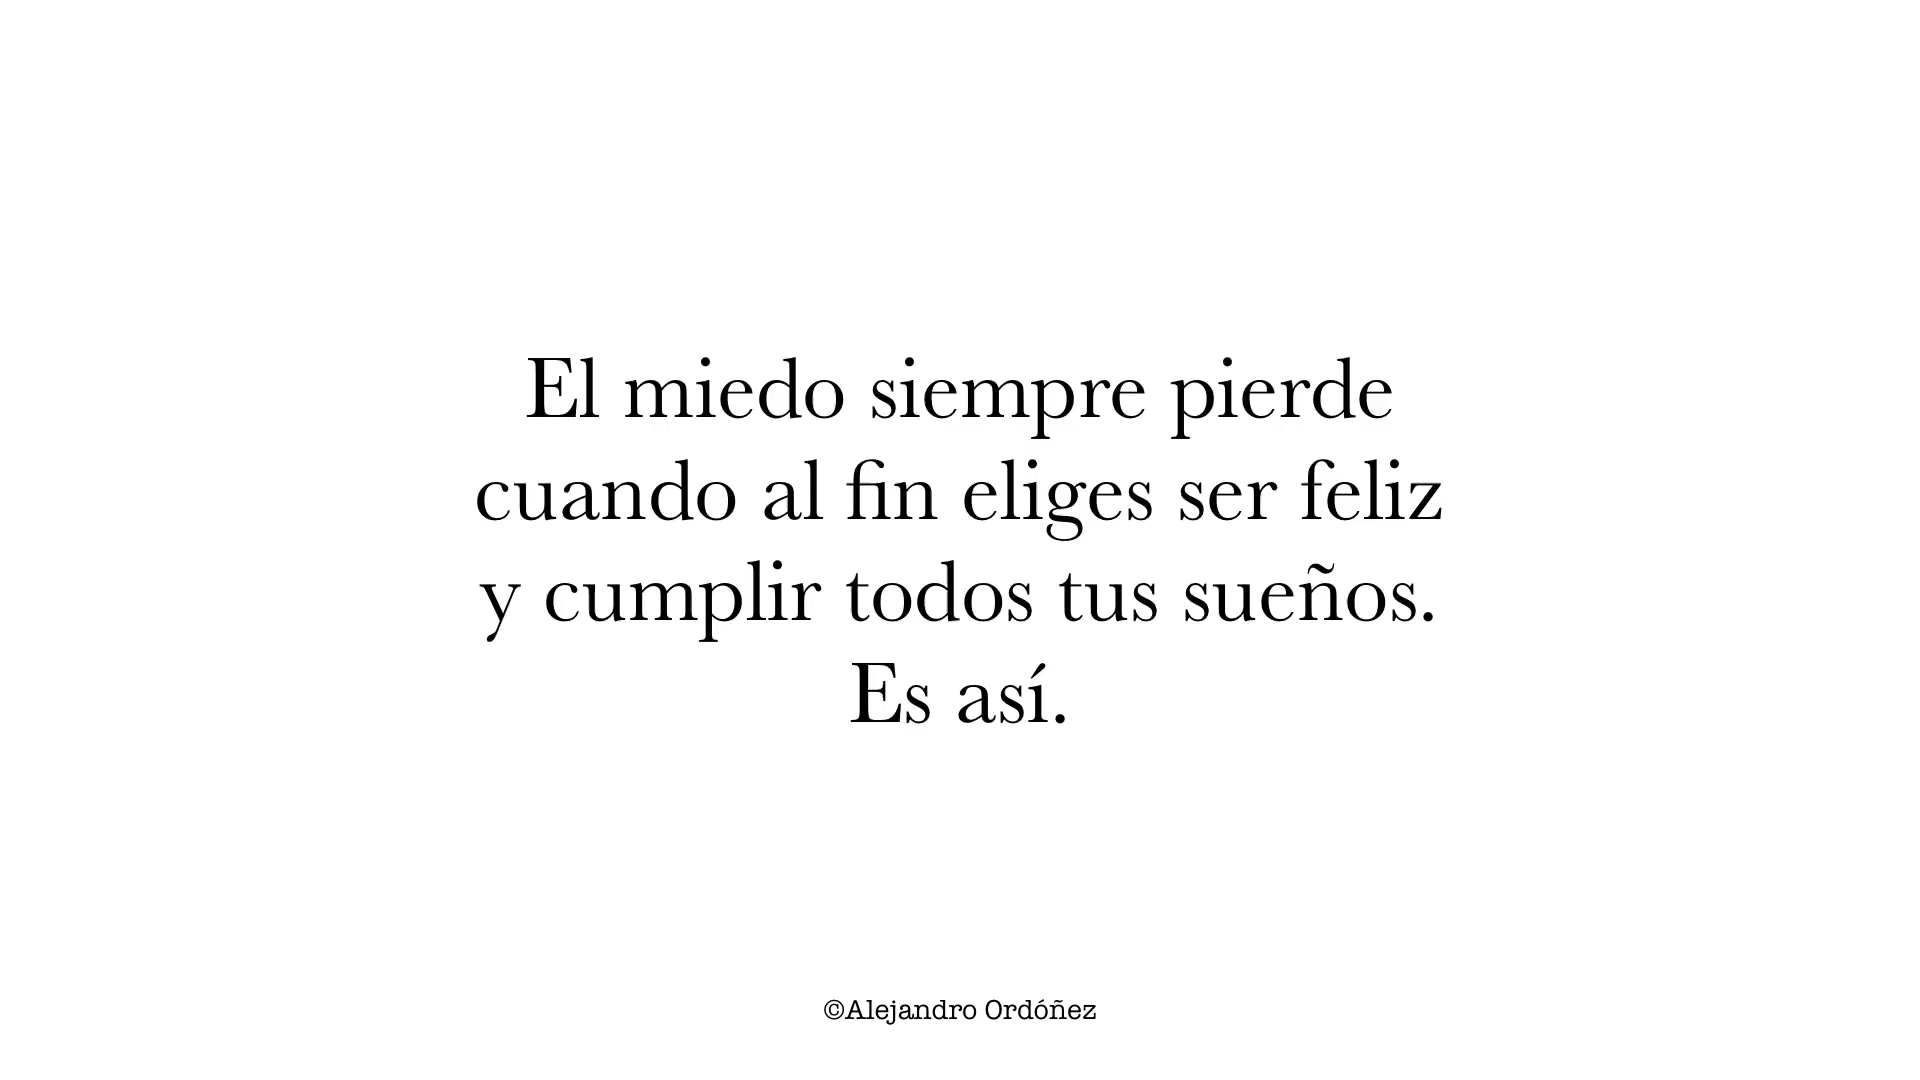 El miedo siempre pierde
cuando al fin eliges ser feliz
y cumplir todos tus sueños.
Es así.
©Alejandro Ordóñez